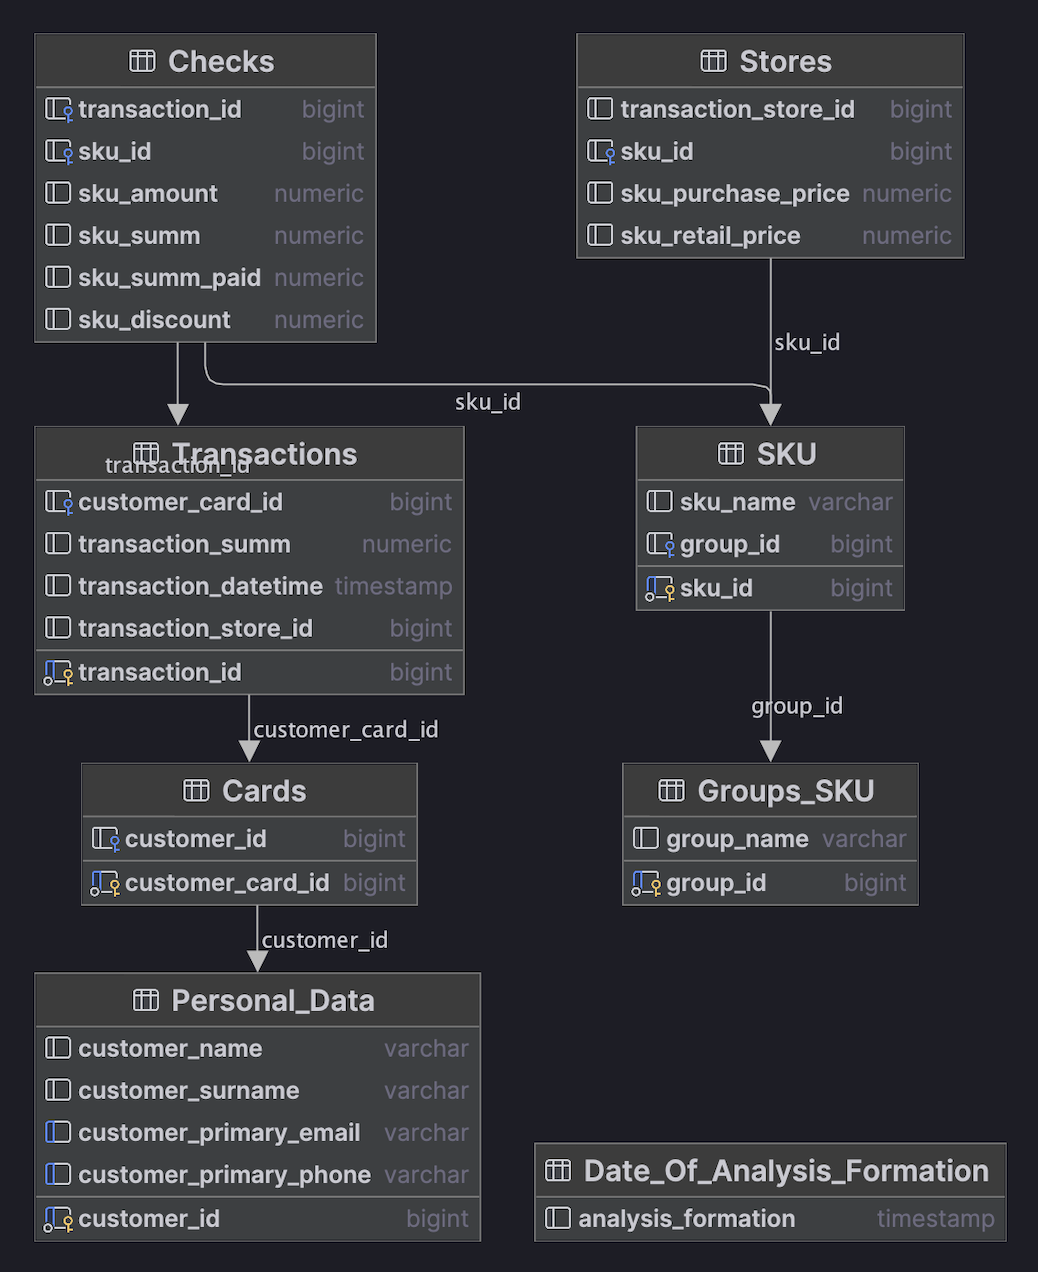 Checks
transaction_id bigint
sku_id bigint
sku_amount numeric
sku_summ numeric
sku_summ_paid numeric
sku_discount numeric
Stores
transaction_store_id bigint
sku_id bigint
sku_purchase_price numeric
sku_retail_price numeric
sku_id
sku_id
Transactions
transaction_id
customer_card_id bigint
transaction_summ numeric
transaction_datetime timestamp
transaction_store_id bigint
transaction_id bigint
SKU
sku_name varchar
group_id bigint
sku_id bigint
customer_card_id
group_id
Cards
customer_id bigint
customer_card_id bigint
Groups_SKU
group_name varchar
group_id bigint
customer_id
Personal_Data
customer_name varchar
customer_surname varchar
customer_primary_email varchar
customer_primary_phone varchar
customer_id bigint
Date_Of_Analysis_Formation
analysis_formation timestamp